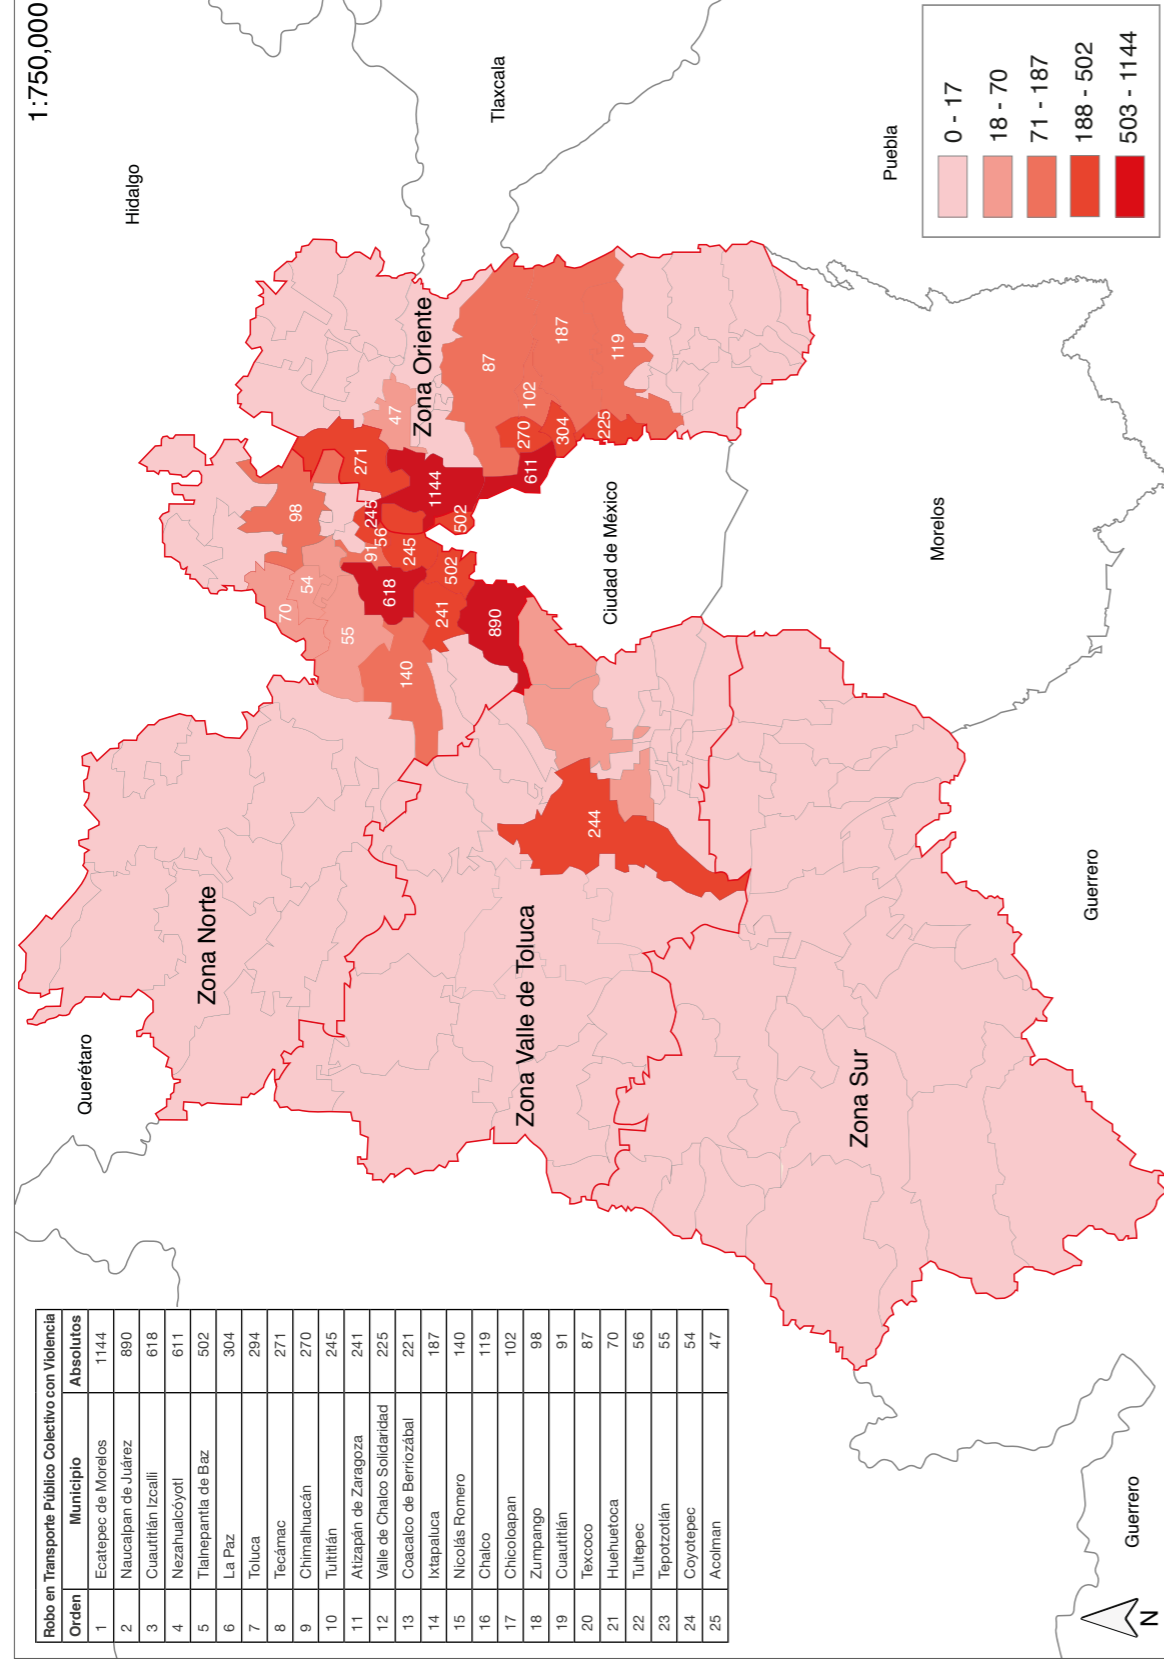 1:750,000
Robo en Transporte Público Colectivo con Violencia
Orden Municipio Absolutos
1 Ecatepec de Morelos 1144
2 Naucalpan de Juárez 890
3 Cuautitlán Izcalli 618
4 Nezahualcóyotl 611
5 Tlalnepantla de Baz 502
6 La Paz 304
7 Toluca 294
8 Tecámac 271
9 Chimalhuacán 270
10 Tultitlán 245
11 Atizapán de Zaragoza 241
12 Valle de Chalco Solidaridad 225
13 Coacalco de Berriozábal 221
14 Ixtapaluca 187
15 Nicolás Romero 140
16 Chalco 119
17 Chicoloapan 102
18 Zumpango 98
19 Cuautitlán 91
20 Texcoco 87
21 Huehuetoca 70
22 Tultepec 56
23 Tepotzotlán 55
24 Coyotepec 54
25 Acolman 47
Querétaro
Hidalgo
Tlaxcala
Puebla
Morelos
Guerrero
Guerrero
Ciudad de México
Zona Norte
Zona Valle de Toluca
Zona Sur
Zona Oriente
70
54
98
55
140
618
91
56
245
271
47
245
241
502
502
1144
890
611
270
102
87
304
187
225
119
244
0 - 17
18 - 70
71 - 187
188 - 502
503 - 1144
N